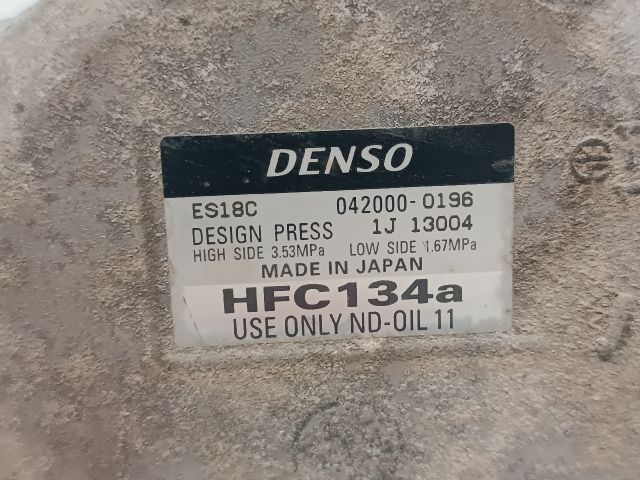 DENSO
ES18C 042000-0196
DESIGN PRESS 1J 13004
HIGH SIDE 3.53MPa LOW SIDE 1.67MPa
MADE IN JAPAN
HFC134a
USE ONLY ND-OIL 11